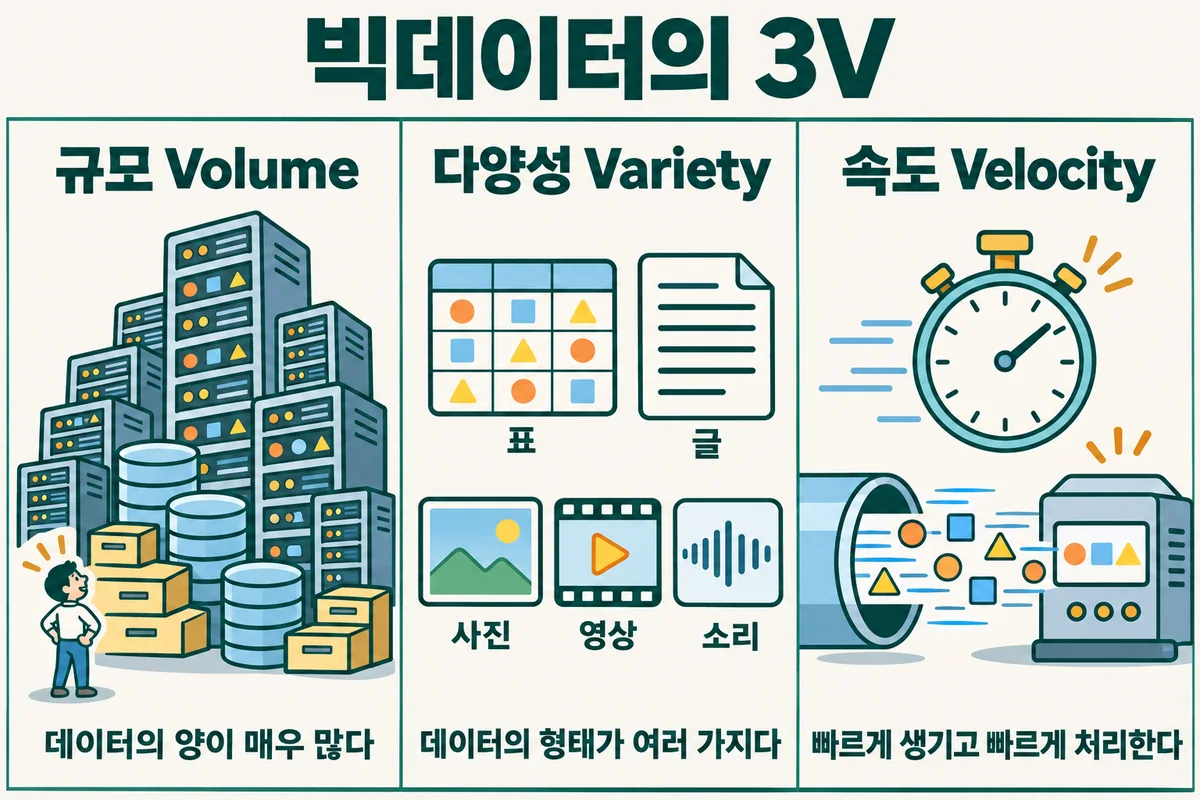 빅데이터의 3V
규모 Volume
데이터의 양이 매우 많다
다양성 Variety
표
글
사진
영상
소리
데이터의 형태가 여러 가지다
속도 Velocity
빠르게 생기고 빠르게 처리한다